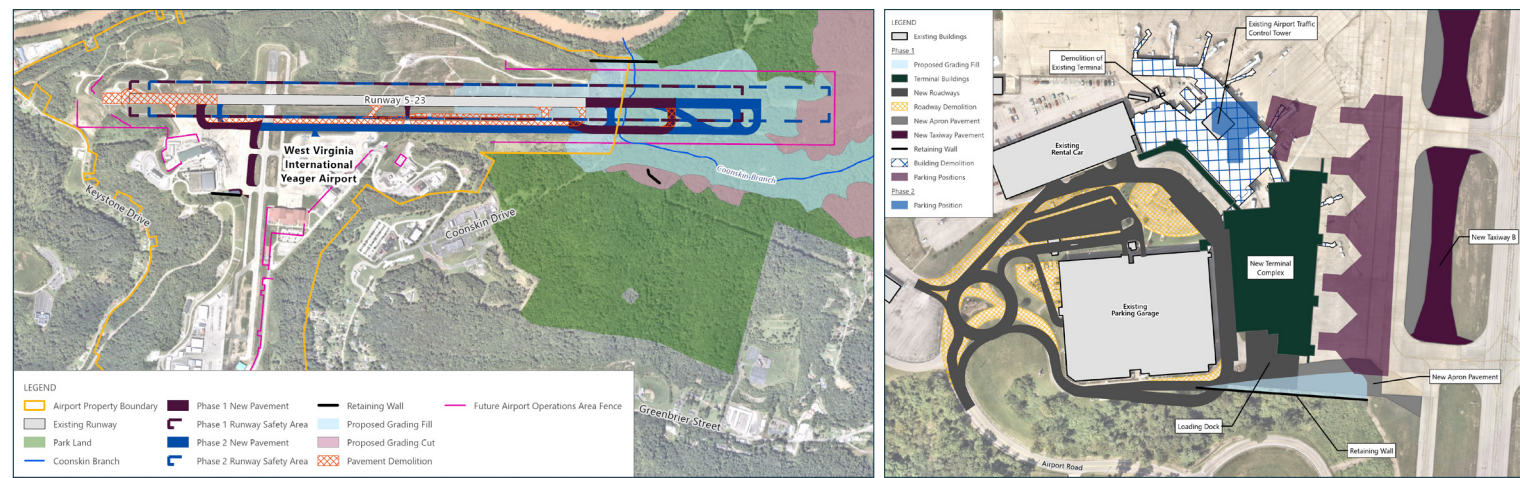 Runway 5-23
West Virginia
International
Yeager Airport
Coonskin Branch
Keystone Drive
Coonskin Drive
Greenbrier Street
LEGEND
Airport Property Boundary
Existing Runway
Park Land
Coonskin Branch
Phase 1 New Pavement
Phase 1 Runway Safety Area
Phase 2 New Pavement
Phase 2 Runway Safety Area
Retaining Wall
Proposed Grading Fill
Proposed Grading Cut
Pavement Demolition
Future Airport Operations Area Fence
LEGEND
Existing Buildings
Phase 1
Proposed Grading Fill
Terminal Buildings
New Roadways
Roadway Demolition
New Apron Pavement
New Taxiway Pavement
Retaining Wall
Building Demolition
Parking Positions
Phase 2
Parking Position
Existing Airport Traffic
Control Tower
Demolition of
Existing Terminal
Existing
Rental Car
New Taxiway B
New Terminal
Complex
Existing
Parking Garage
New Apron Pavement
Loading Dock
Retaining Wall
Airport Road